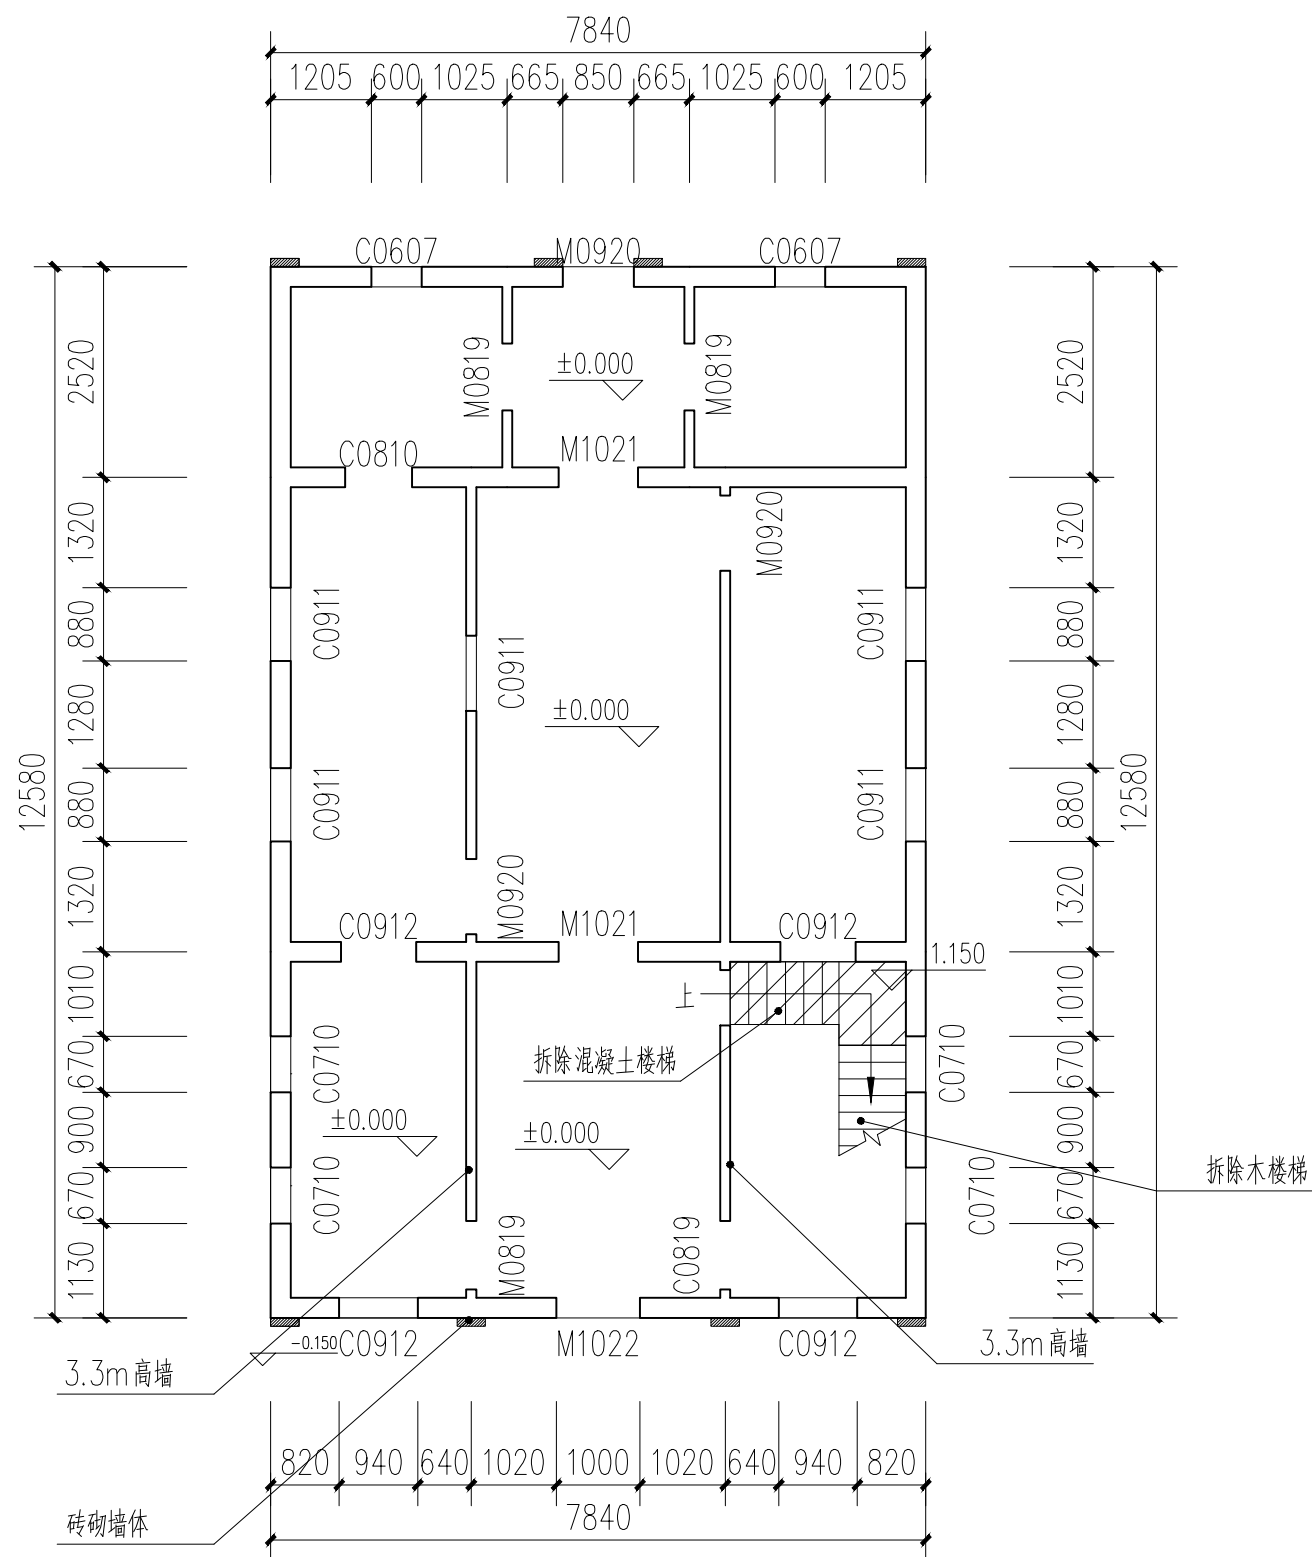 7840
1205 600 1025 665 850 665 1025 600 1205
C0607 M0920 C0607
2520 2520
M0819 ±0.000 M0819
C0810 M1021
1320 M0920 1320
880 C0911 C0911 880
C0911
1280 ±0.000 1280
12580 12580
880 C0911 C0911 880
1320 M0920 1320
C0912 M1021 C0912
1.150
1010 上 1010
拆除混凝土楼梯
670 C0710 C0710 670
900 ±0.000 ±0.000 900
拆除木楼梯
670 C0710 C0710 670
1130 M0819 C0819 1130
-0.150 C0912 M1022 C0912 3.3m高墙
3.3m高墙
820 940 640 1020 1000 1020 640 940 820
砖砌墙体 7840